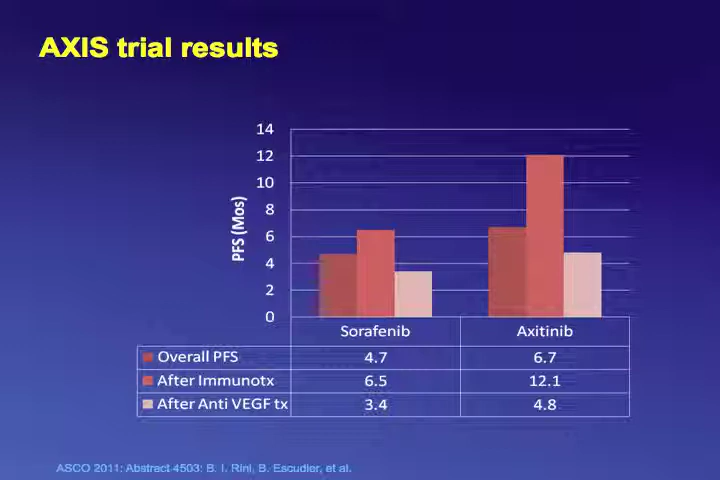 AXIS trial results
14
12
10
8
6
4
2
0
PFS (Mos)
Sorafenib Axitinib
Overall PFS 4.7 6.7
After Immunotx 6.5 12.1
After Anti VEGF tx 3.4 4.8
ASCO 2011: Abstract 4503: B. I. Rini, B. Escudier, et al.